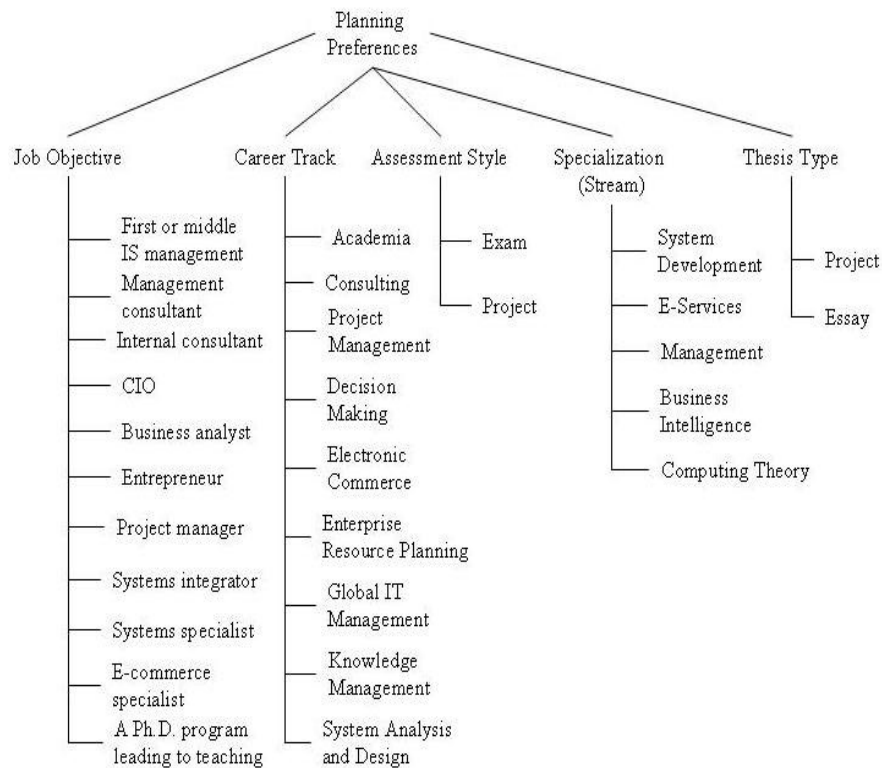 Planning
Preferences
Job Objective
Career Track
Assessment Style
Specialization
(Stream)
Thesis Type
First or middle
IS management
Management
consultant
Internal consultant
CIO
Business analyst
Entrepreneur
Project manager
Systems integrator
Systems specialist
E-commerce
specialist
A Ph.D. program
leading to teaching
Academia
Consulting
Project
Management
Decision
Making
Electronic
Commerce
Enterprise
Resource Planning
Global IT
Management
Knowledge
Management
System Analysis
and Design
Exam
Project
System
Development
E-Services
Management
Business
Intelligence
Computing Theory
Project
Essay